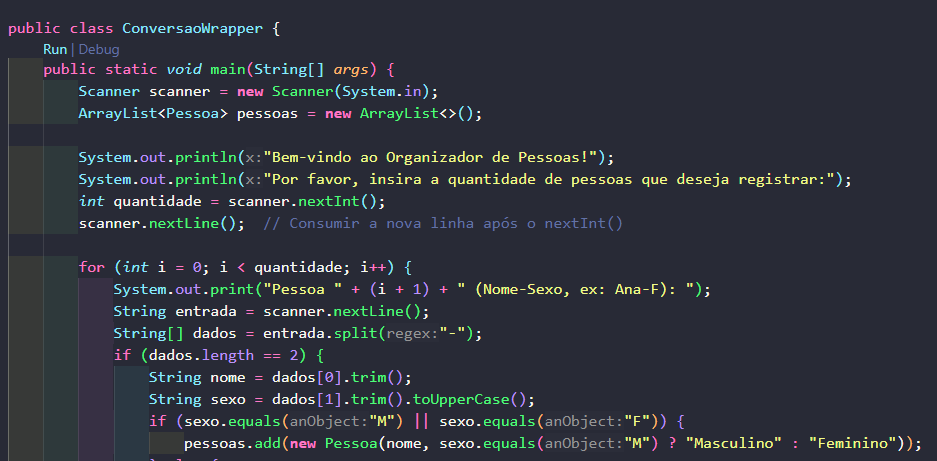 public class ConversaoWrapper {
Run | Debug
public static void main(String[] args) {
Scanner scanner = new Scanner(System.in);
ArrayList<Pessoa> pessoas = new ArrayList<>();
System.out.println(x:"Bem-vindo ao Organizador de Pessoas!");
System.out.println(x:"Por favor, insira a quantidade de pessoas que deseja registrar:");
int quantidade = scanner.nextInt();
scanner.nextLine();  // Consumir a nova linha após o nextInt()
for (int i = 0; i < quantidade; i++) {
System.out.print("Pessoa " + (i + 1) + " (Nome-Sexo, ex: Ana-F): ");
String entrada = scanner.nextLine();
String[] dados = entrada.split(regex:"-");
if (dados.length == 2) {
String nome = dados[0].trim();
String sexo = dados[1].trim().toUpperCase();
if (sexo.equals(anObject:"M") || sexo.equals(anObject:"F")) {
pessoas.add(new Pessoa(nome, sexo.equals(anObject:"M") ? "Masculino" : "Feminino"));